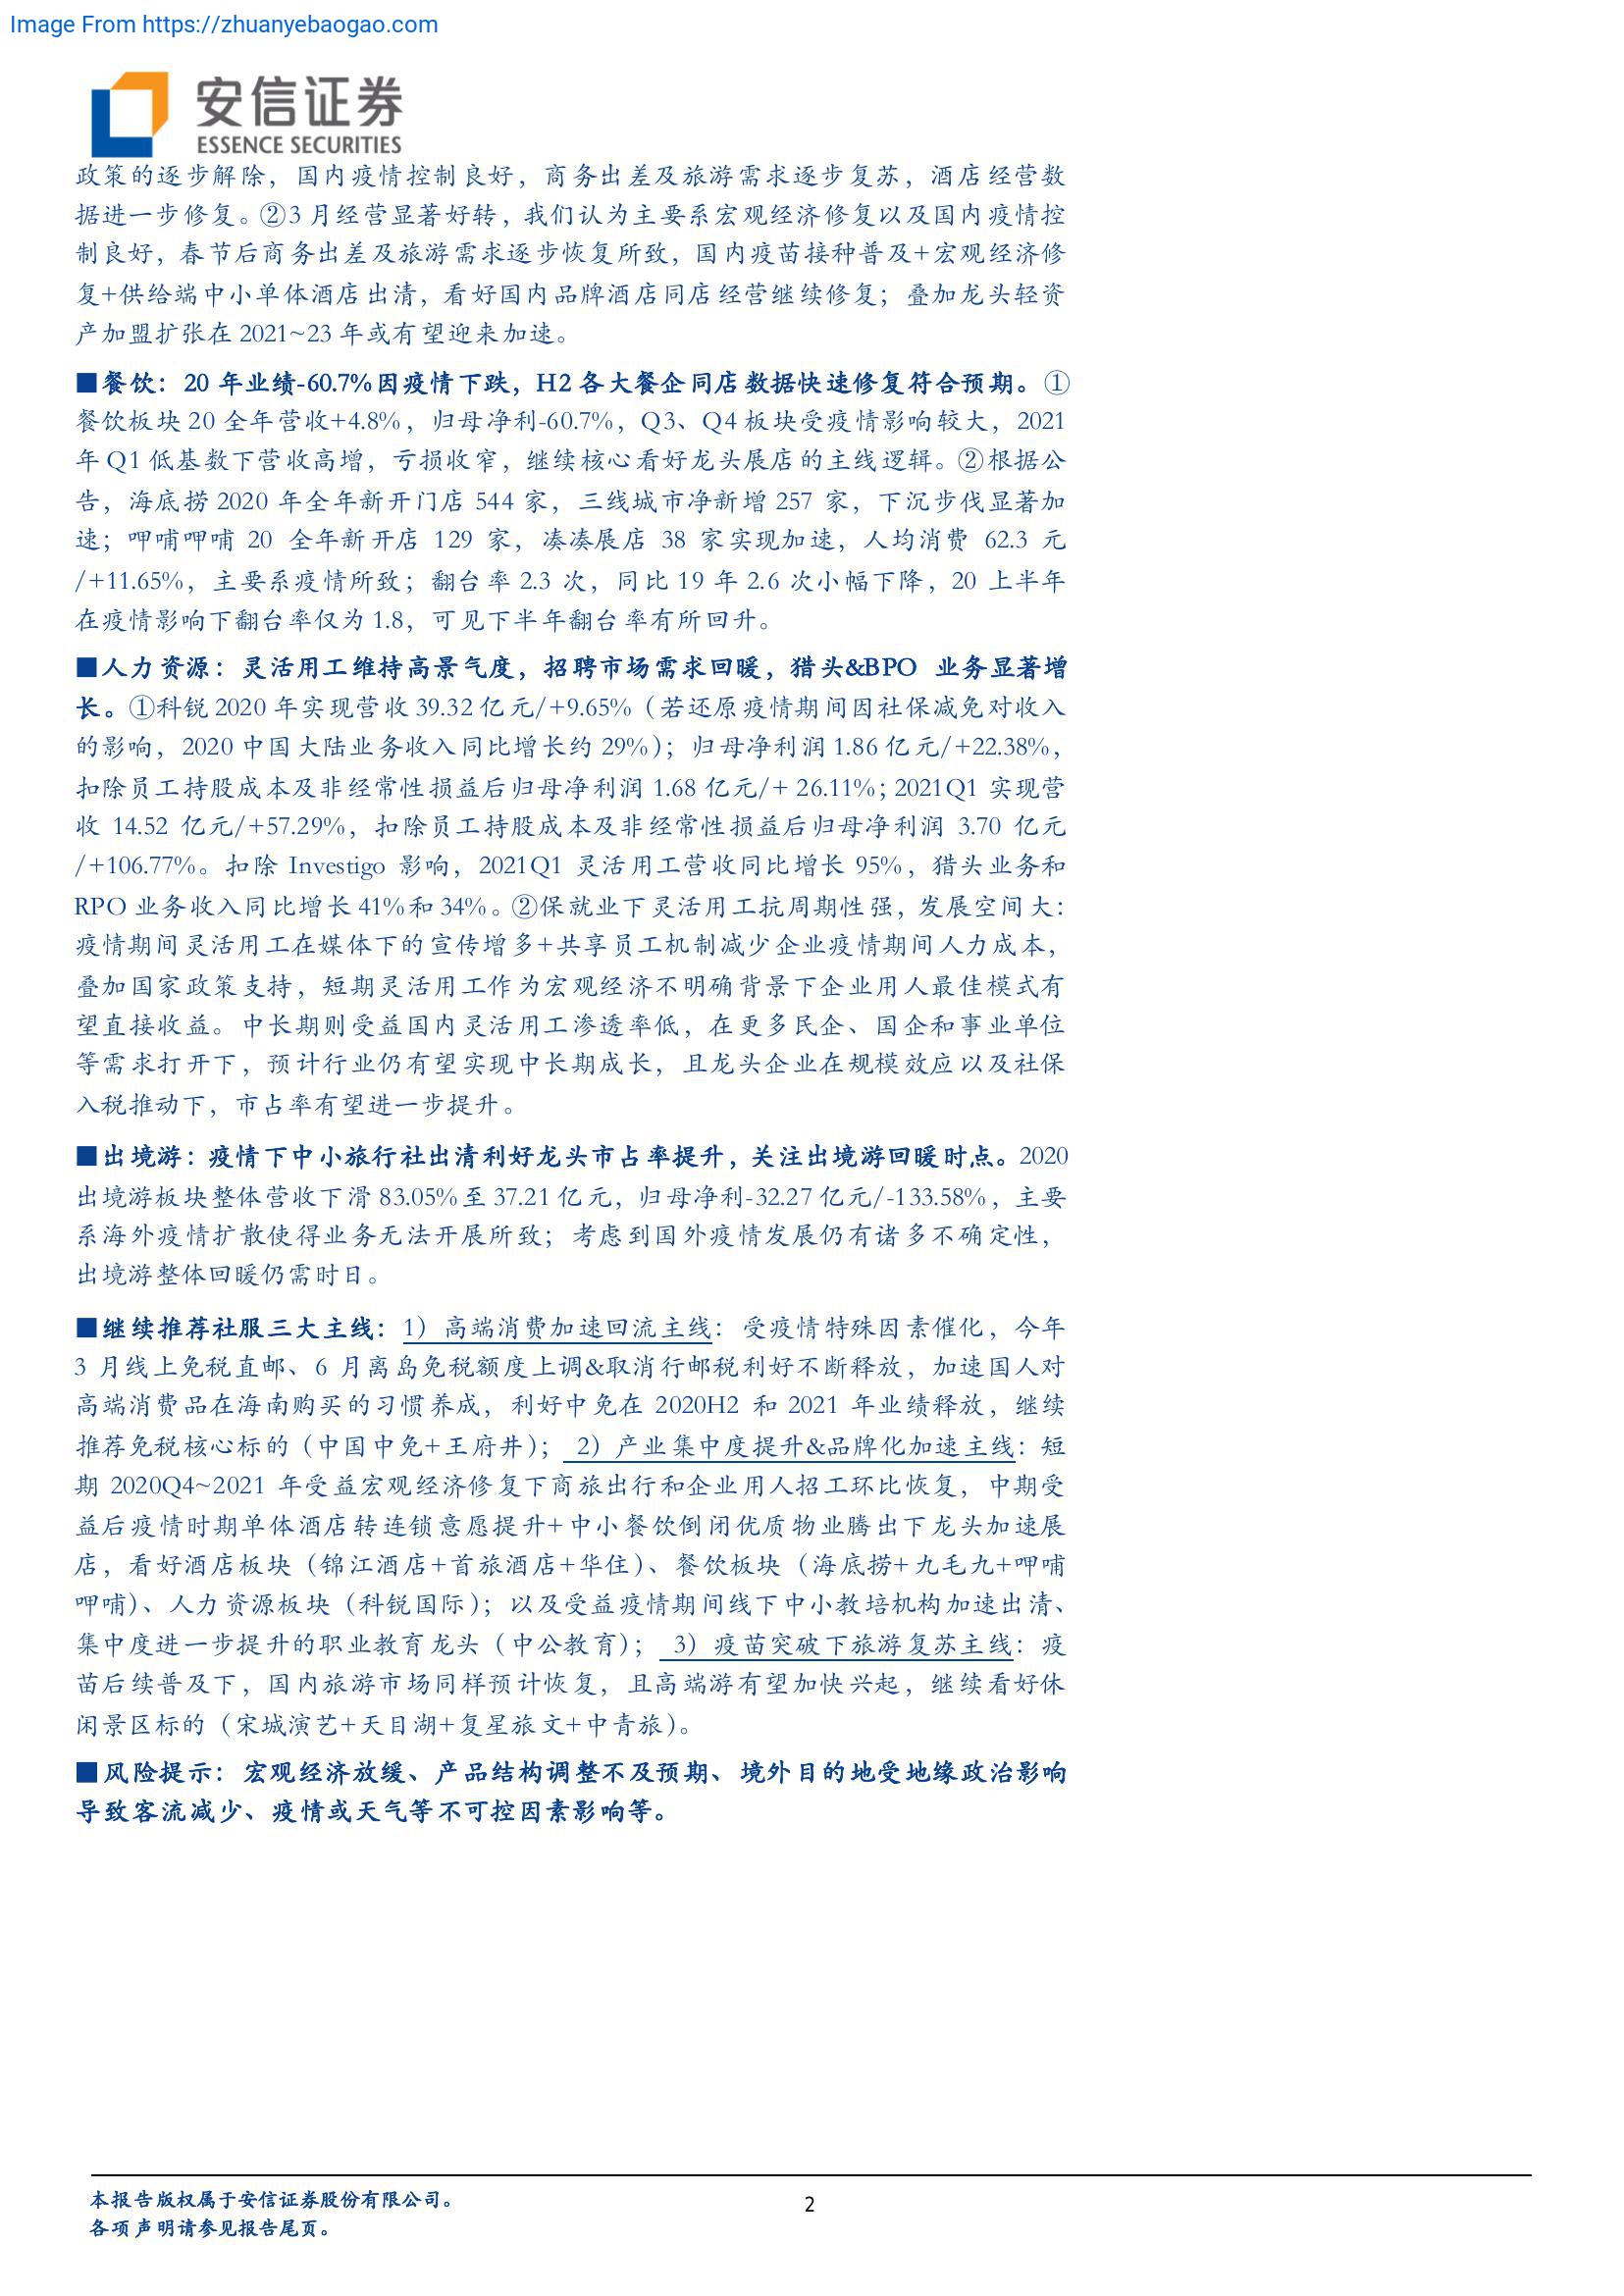 Image From https://zhuanyebaogao.com
安信证券
ESSENCE SECURITIES
政策的逐步解除，国内疫情控制良好，商务出差及旅游需求逐步复苏，酒店经营数
据进一步修复。②3 月经营显著好转，我们认为主要系宏观经济修复以及国内疫情控
制良好，春节后商务出差及旅游需求逐步恢复所致，国内疫苗接种普及+宏观经济修
复+供给端中小单体酒店出清，看好国内品牌酒店同店经营继续修复；叠加龙头轻资
产加盟扩张在 2021~23 年或有望迎来加速。
■餐饮：20 年业绩-60.7%因疫情下跌，H2 各大餐企同店数据快速修复符合预期。①
餐饮板块 20 全年营收+4.8%，归母净利-60.7%，Q3、Q4 板块受疫情影响较大，2021
年 Q1 低基数下营收高增，亏损收窄，继续核心看好龙头展店的主线逻辑。②根据公
告，海底捞 2020 年全年新开门店 544 家，三线城市净新增 257 家，下沉步伐显著加
速；呷哺呷哺 20 全年新开店 129 家，凑凑展店 38 家实现加速，人均消费 62.3 元
/+11.65%，主要系疫情所致；翻台率 2.3 次，同比 19 年 2.6 次小幅下降，20 上半年
在疫情影响下翻台率仅为 1.8，可见下半年翻台率有所回升。
■人力资源：灵活用工维持高景气度，招聘市场需求回暖，猎头&BPO 业务显著增
长。①科锐 2020 年实现营收 39.32 亿元/+9.65%（若还原疫情期间因社保减免对收入
的影响，2020 中国大陆业务收入同比增长约 29%）；归母净利润 1.86 亿元/+22.38%，
扣除员工持股成本及非经常性损益后归母净利润 1.68 亿元/+ 26.11%；2021Q1 实现营
收 14.52 亿元/+57.29%，扣除员工持股成本及非经常性损益后归母净利润 3.70 亿元
/+106.77%。扣除 Investigo 影响，2021Q1 灵活用工营收同比增长 95%，猎头业务和
RPO 业务收入同比增长 41%和 34%。②保就业下灵活用工抗周期性强，发展空间大：
疫情期间灵活用工在媒体下的宣传增多+共享员工机制减少企业疫情期间人力成本，
叠加国家政策支持，短期灵活用工作为宏观经济不明确背景下企业用人最佳模式有
望直接收益。中长期则受益国内灵活用工渗透率低，在更多民企、国企和事业单位
等需求打开下，预计行业仍有望实现中长期成长，且龙头企业在规模效应以及社保
入税推动下，市占率有望进一步提升。
■出境游：疫情下中小旅行社出清利好龙头市占率提升，关注出境游回暖时点。2020
出境游板块整体营收下滑 83.05%至 37.21 亿元，归母净利-32.27 亿元/-133.58%，主要
系海外疫情扩散使得业务无法开展所致；考虑到国外疫情发展仍有诸多不确定性，
出境游整体回暖仍需时日。
■继续推荐社服三大主线：1）高端消费加速回流主线：受疫情特殊因素催化，今年
3 月线上免税直邮、6 月离岛免税额度上调&取消行邮税利好不断释放，加速国人对
高端消费品在海南购买的习惯养成，利好中免在 2020H2 和 2021 年业绩释放，继续
推荐免税核心标的（中国中免+王府井）；2）产业集中度提升&品牌化加速主线：短
期 2020Q4~2021 年受益宏观经济修复下商旅出行和企业用人招工环比恢复，中期受
益后疫情时期单体酒店转连锁意愿提升+中小餐饮倒闭优质物业腾出下龙头加速展
店，看好酒店板块（锦江酒店+首旅酒店+华住）、餐饮板块（海底捞+九毛九+呷哺
呷哺）、人力资源板块（科锐国际）；以及受益疫情期间线下中小教培机构加速出清、
集中度进一步提升的职业教育龙头（中公教育）；3）疫苗突破下旅游复苏主线：疫
苗后续普及下，国内旅游市场同样预计恢复，且高端游有望加快兴起，继续看好休
闲景区标的（宋城演艺+天目湖+复星旅文+中青旅）。
■风险提示：宏观经济放缓、产品结构调整不及预期、境外目的地受地缘政治影响
导致客流减少、疫情或天气等不可控因素影响等。
本报告版权属于安信证券股份有限公司。
2
各项声明请参见报告尾页。